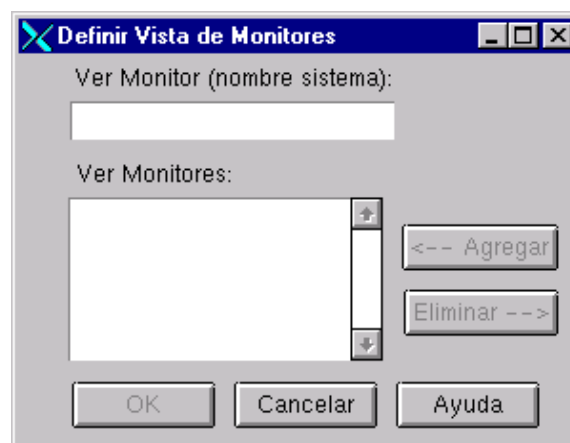 Definir Vista de Monitores
Ver Monitor (nombre sistema):
Ver Monitores:
<-- Agregar
Eliminar -->
OK Cancelar Ayuda